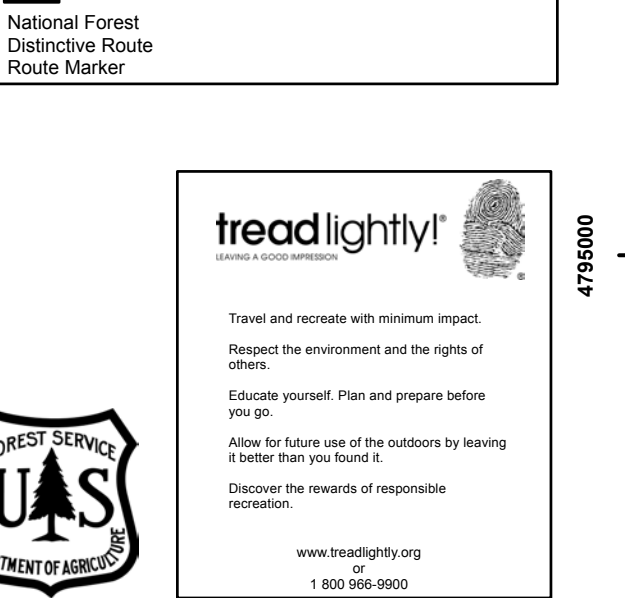 National Forest
Distinctive Route
Route Marker
treadlightly!®
LEAVING A GOOD IMPRESSION
®
Travel and recreate with minimum impact.
Respect the environment and the rights of
others.
Educate yourself. Plan and prepare before
you go.
Allow for future use of the outdoors by leaving
it better than you found it.
Discover the rewards of responsible
recreation.
www.treadlightly.org
or
1 800 966-9900
4795000
OREST SERVICE
US
TMENT OF AGRICULTURE